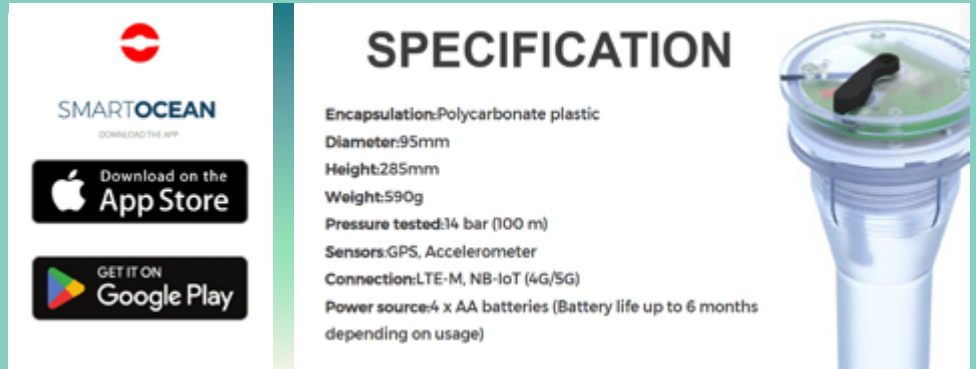 SMARTOCEAN
DOWNLOAD THE APP
Download on the
App Store
GET IT ON
Google Play
SPECIFICATION
Encapsulation:Polycarbonate plastic
Diameter:95mm
Height:285mm
Weight:590g
Pressure tested:14 bar (100 m)
Sensors:GPS, Accelerometer
Connection:LTE-M, NB-IoT (4G/5G)
Power source:4 x AA batteries (Battery life up to 6 months
depending on usage)